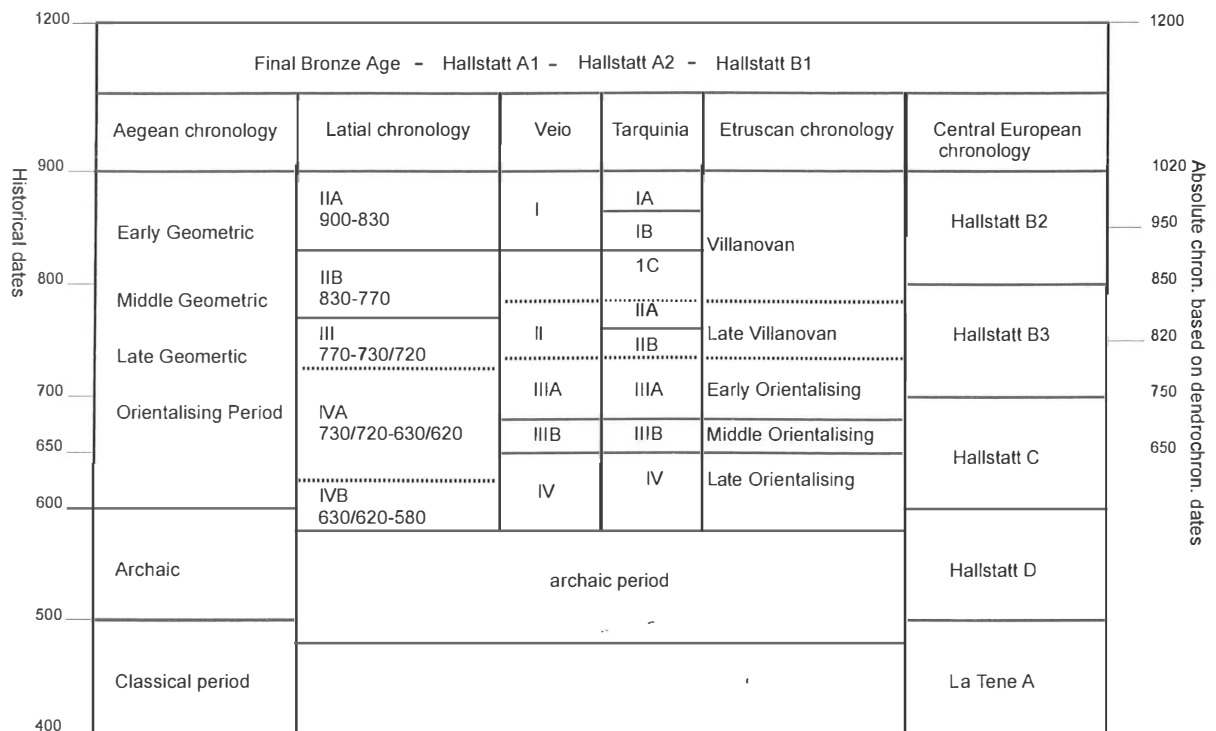 1200
1200
Final Bronze Age - Hallstatt A1 - Hallstatt A2 - Hallstatt B1
Aegean chronology
Latial chronology
Veio
Tarquinia
Etruscan chronology
Central European
chronology
Historical dates
900
800
700
650
600
500
400
Early Geometric
Middle Geometric
Late Geomertic
Orientalising Period
Archaic
Classical period
IIA
900-830
IIB
830-770
III
770-730/720
IVA
730/720-630/620
IVB
630/620-580
I
II
IIIA
IIIB
IV
IA
IB
1C
IIA
IIB
IIIA
IIIB
IV
Villanovan
Late Villanovan
Early Orientalising
Middle Orientalising
Late Orientalising
archaic period
Hallstatt B2
Hallstatt B3
Hallstatt C
Hallstatt D
La Tene A
1020
950
850
820
750
650
Absolute chron. based on dendrochron. dates